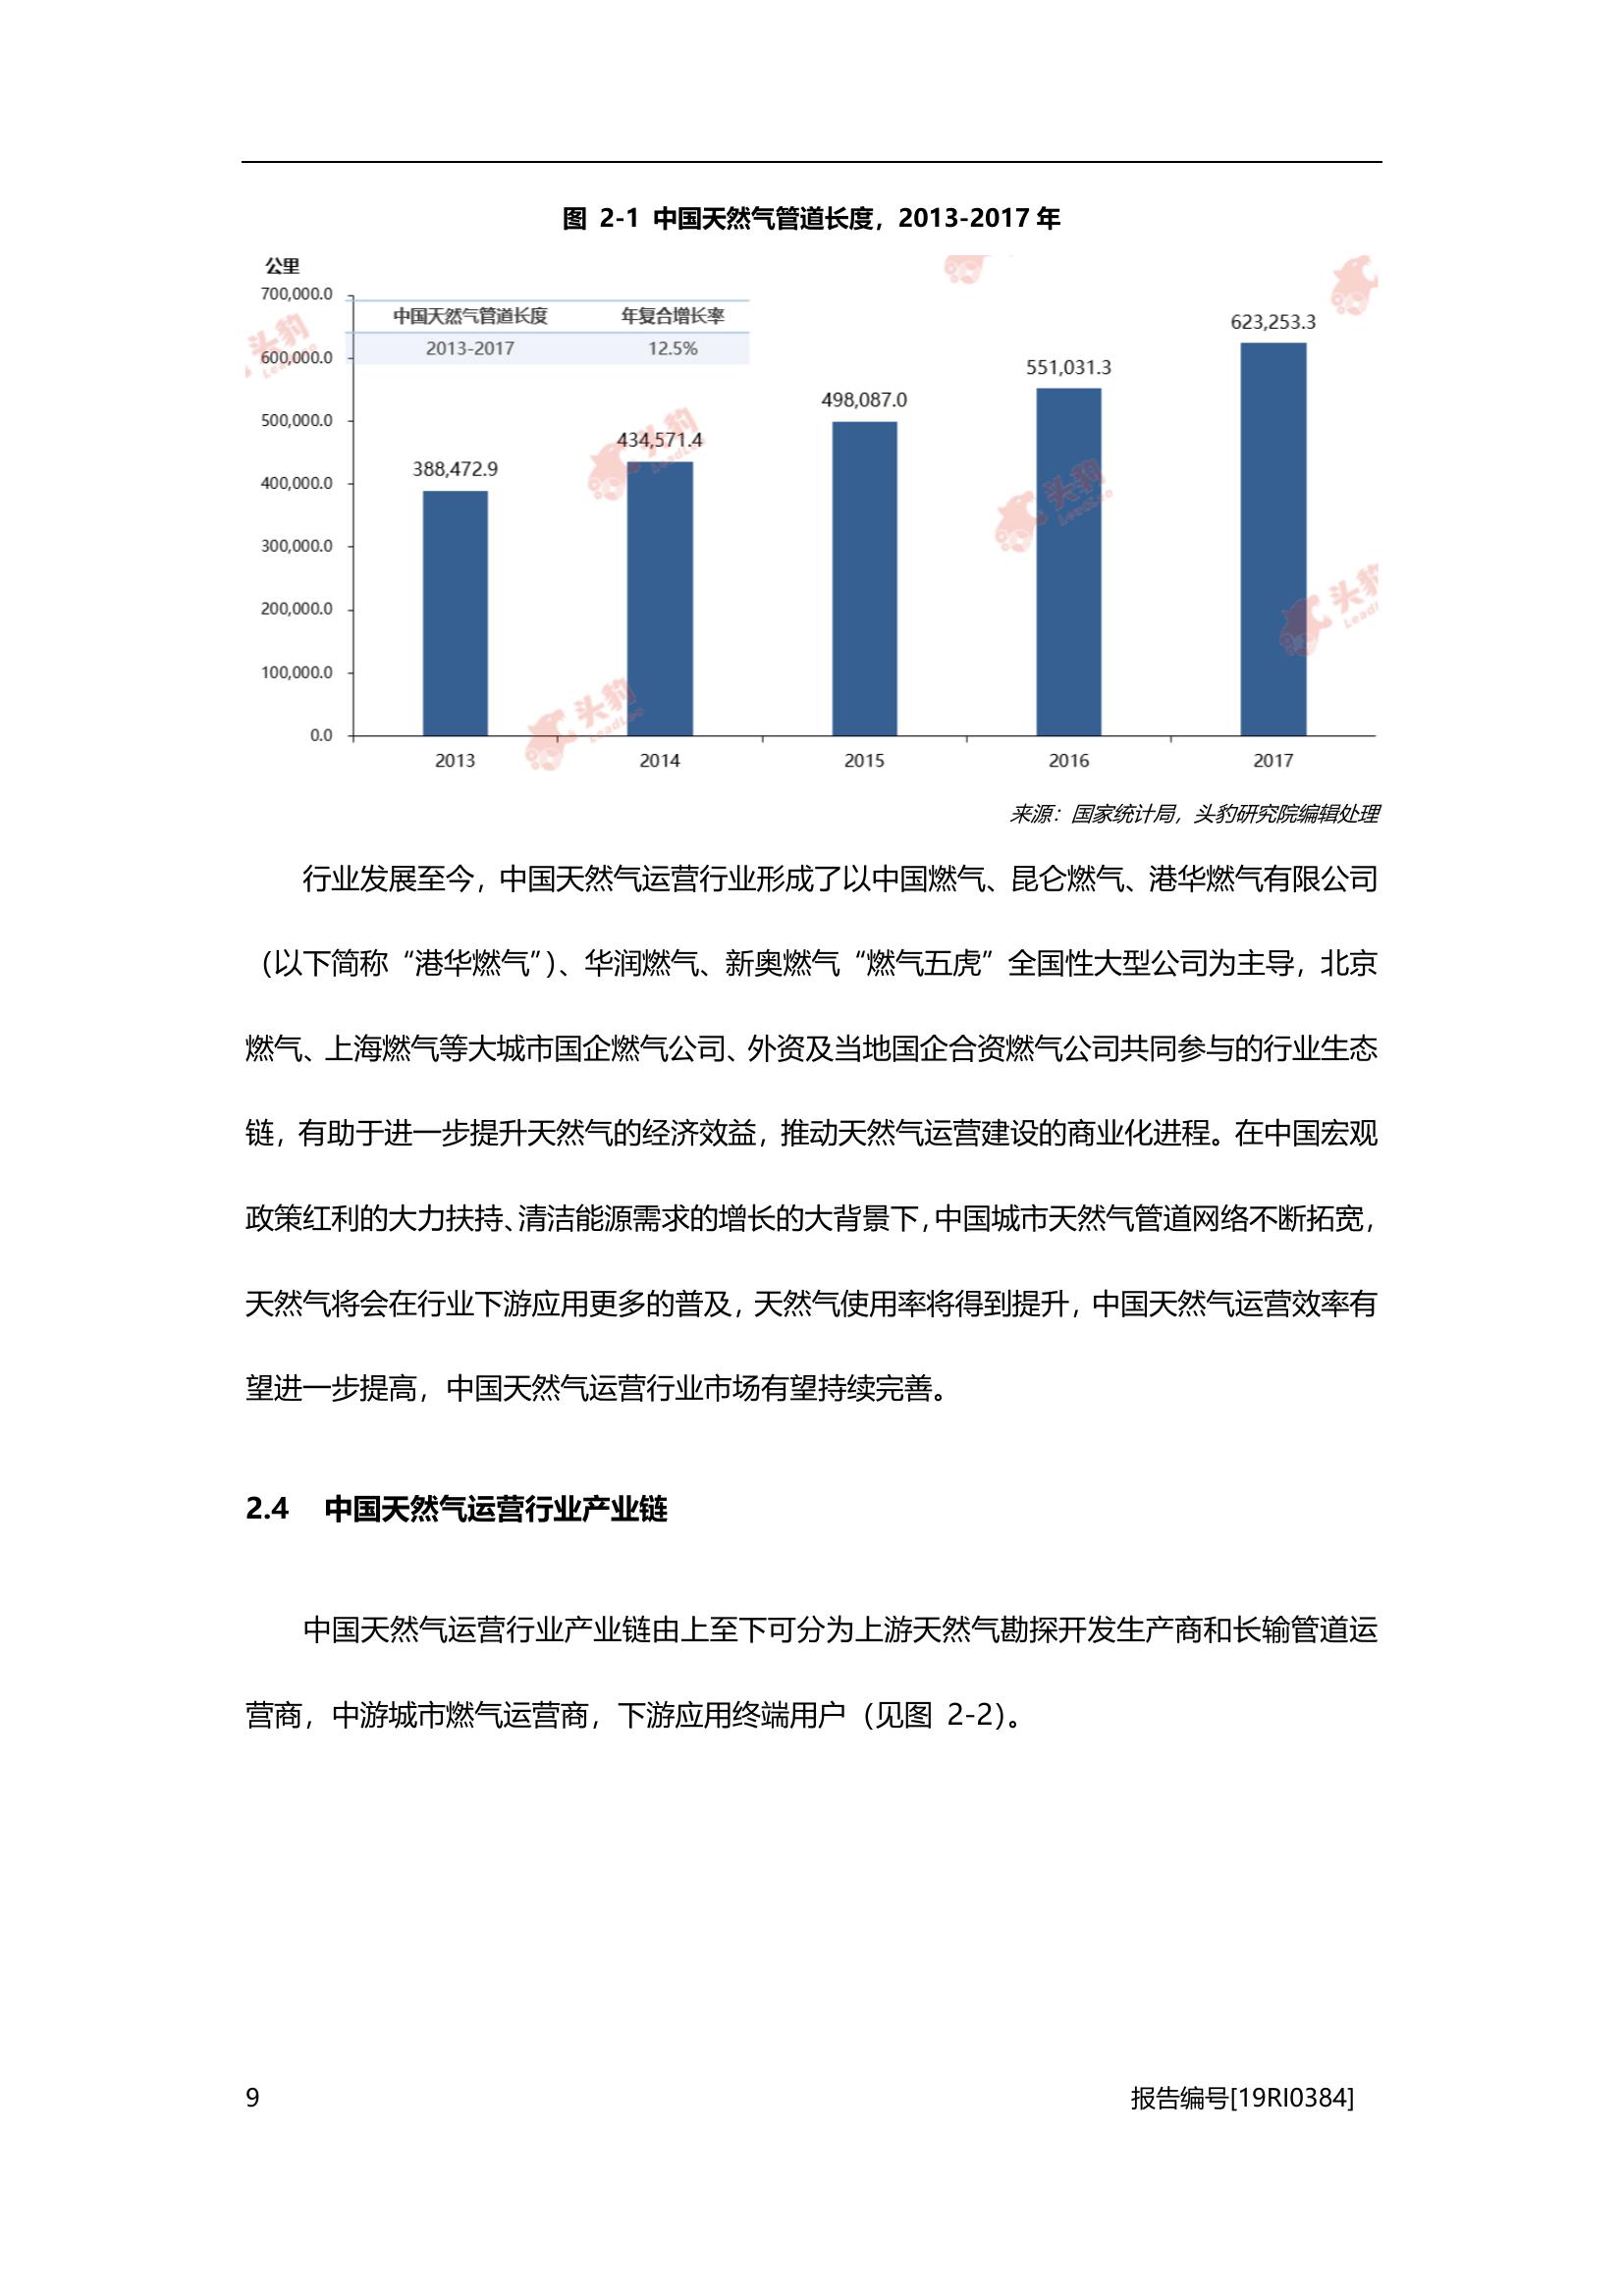 图 2-1 中国天然气管道长度，2013-2017 年
公里
700,000.0
600,000.0
500,000.0
400,000.0
300,000.0
200,000.0
100,000.0
0.0
中国天然气管道长度 年复合增长率
2013-2017 12.5%
388,472.9
434,571.4
498,087.0
551,031.3
623,253.3
2013 2014 2015 2016 2017
头豹
LeadLeo
头豹
LeadLeo
头豹
LeadLeo
头豹
LeadLeo
头豹
Leadl
来源：国家统计局，头豹研究院编辑处理
行业发展至今，中国天然气运营行业形成了以中国燃气、昆仑燃气、港华燃气有限公司
（以下简称“港华燃气”）、华润燃气、新奥燃气“燃气五虎”全国性大型公司为主导，北京
燃气、上海燃气等大城市国企燃气公司、外资及当地国企合资燃气公司共同参与的行业生态
链，有助于进一步提升天然气的经济效益，推动天然气运营建设的商业化进程。在中国宏观
政策红利的大力扶持、清洁能源需求的增长的大背景下，中国城市天然气管道网络不断拓宽，
天然气将会在行业下游应用更多的普及，天然气使用率将得到提升，中国天然气运营效率有
望进一步提高，中国天然气运营行业市场有望持续完善。
2.4 中国天然气运营行业产业链
中国天然气运营行业产业链由上至下可分为上游天然气勘探开发生产商和长输管道运
营商，中游城市燃气运营商，下游应用终端用户（见图 2-2）。
9 报告编号[19RI0384]